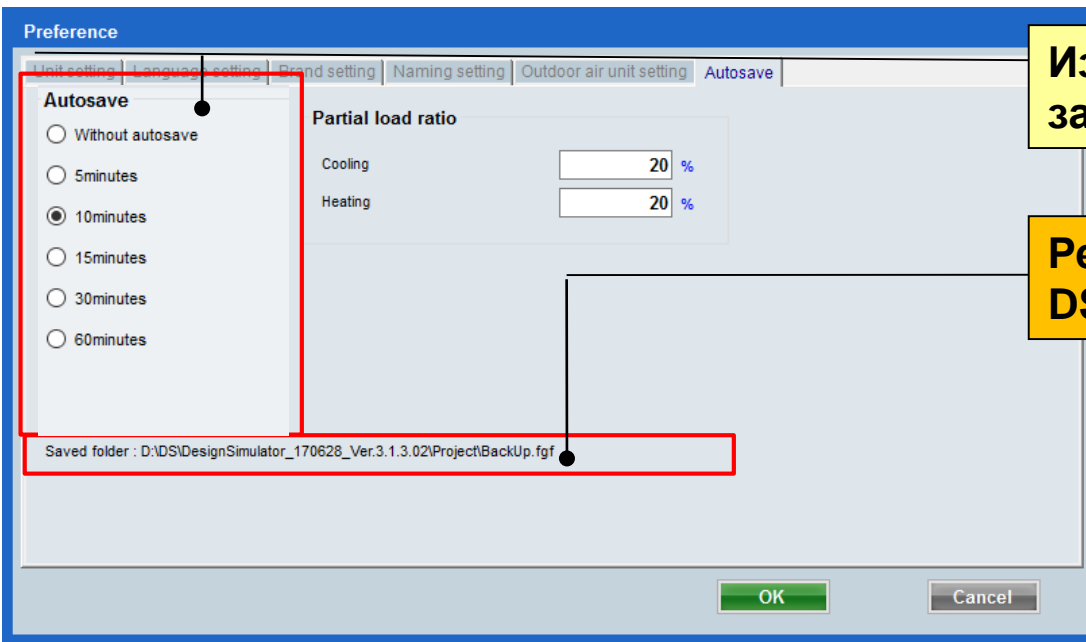 Preference
Unit setting Language setting Brand setting Naming setting Outdoor air unit setting Autosave
Autosave
Without autosave
5minutes
10minutes
15minutes
30minutes
60minutes
Partial load ratio
Cooling 20 %
Heating 20 %
Saved folder : D:\DS\DesignSimulator_170628_Ver.3.1.3.02\Project\BackUp.fgf
OK Cancel